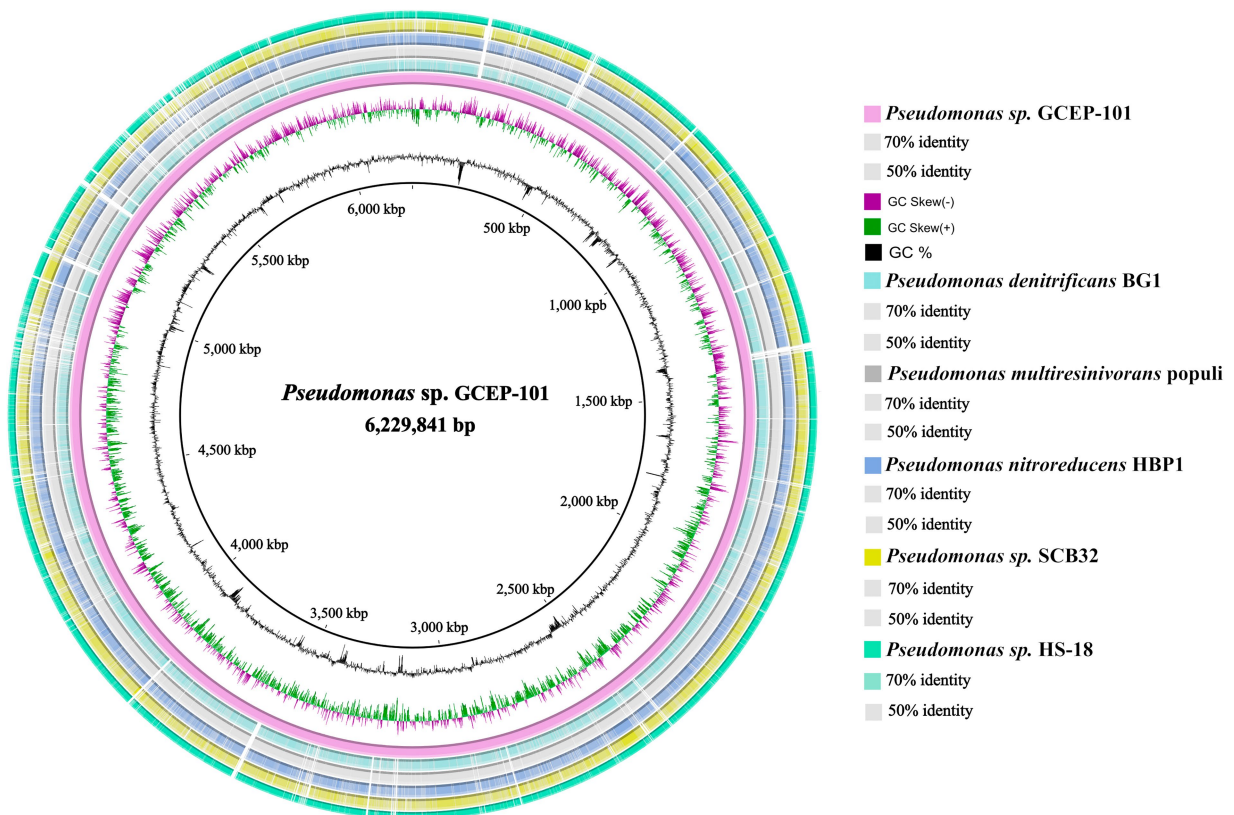 6,000 kbp
500 kbp
5,500 kbp
1,000 kpb
5,000 kbp
Pseudomonas sp. GCEP-101
6,229,841 bp
1,500 kbp
4,500 kbp
2,000 kbp
4,000 kbp
2,500 kbp
3,500 kbp
3,000 kbp
Pseudomonas sp. GCEP-101
70% identity
50% identity
GC Skew(-)
GC Skew(+)
GC %
Pseudomonas denitrificans BG1
70% identity
50% identity
Pseudomonas multiresinivorans populi
70% identity
50% identity
Pseudomonas nitroreducens HBP1
70% identity
50% identity
Pseudomonas sp. SCB32
70% identity
50% identity
Pseudomonas sp. HS-18
70% identity
50% identity